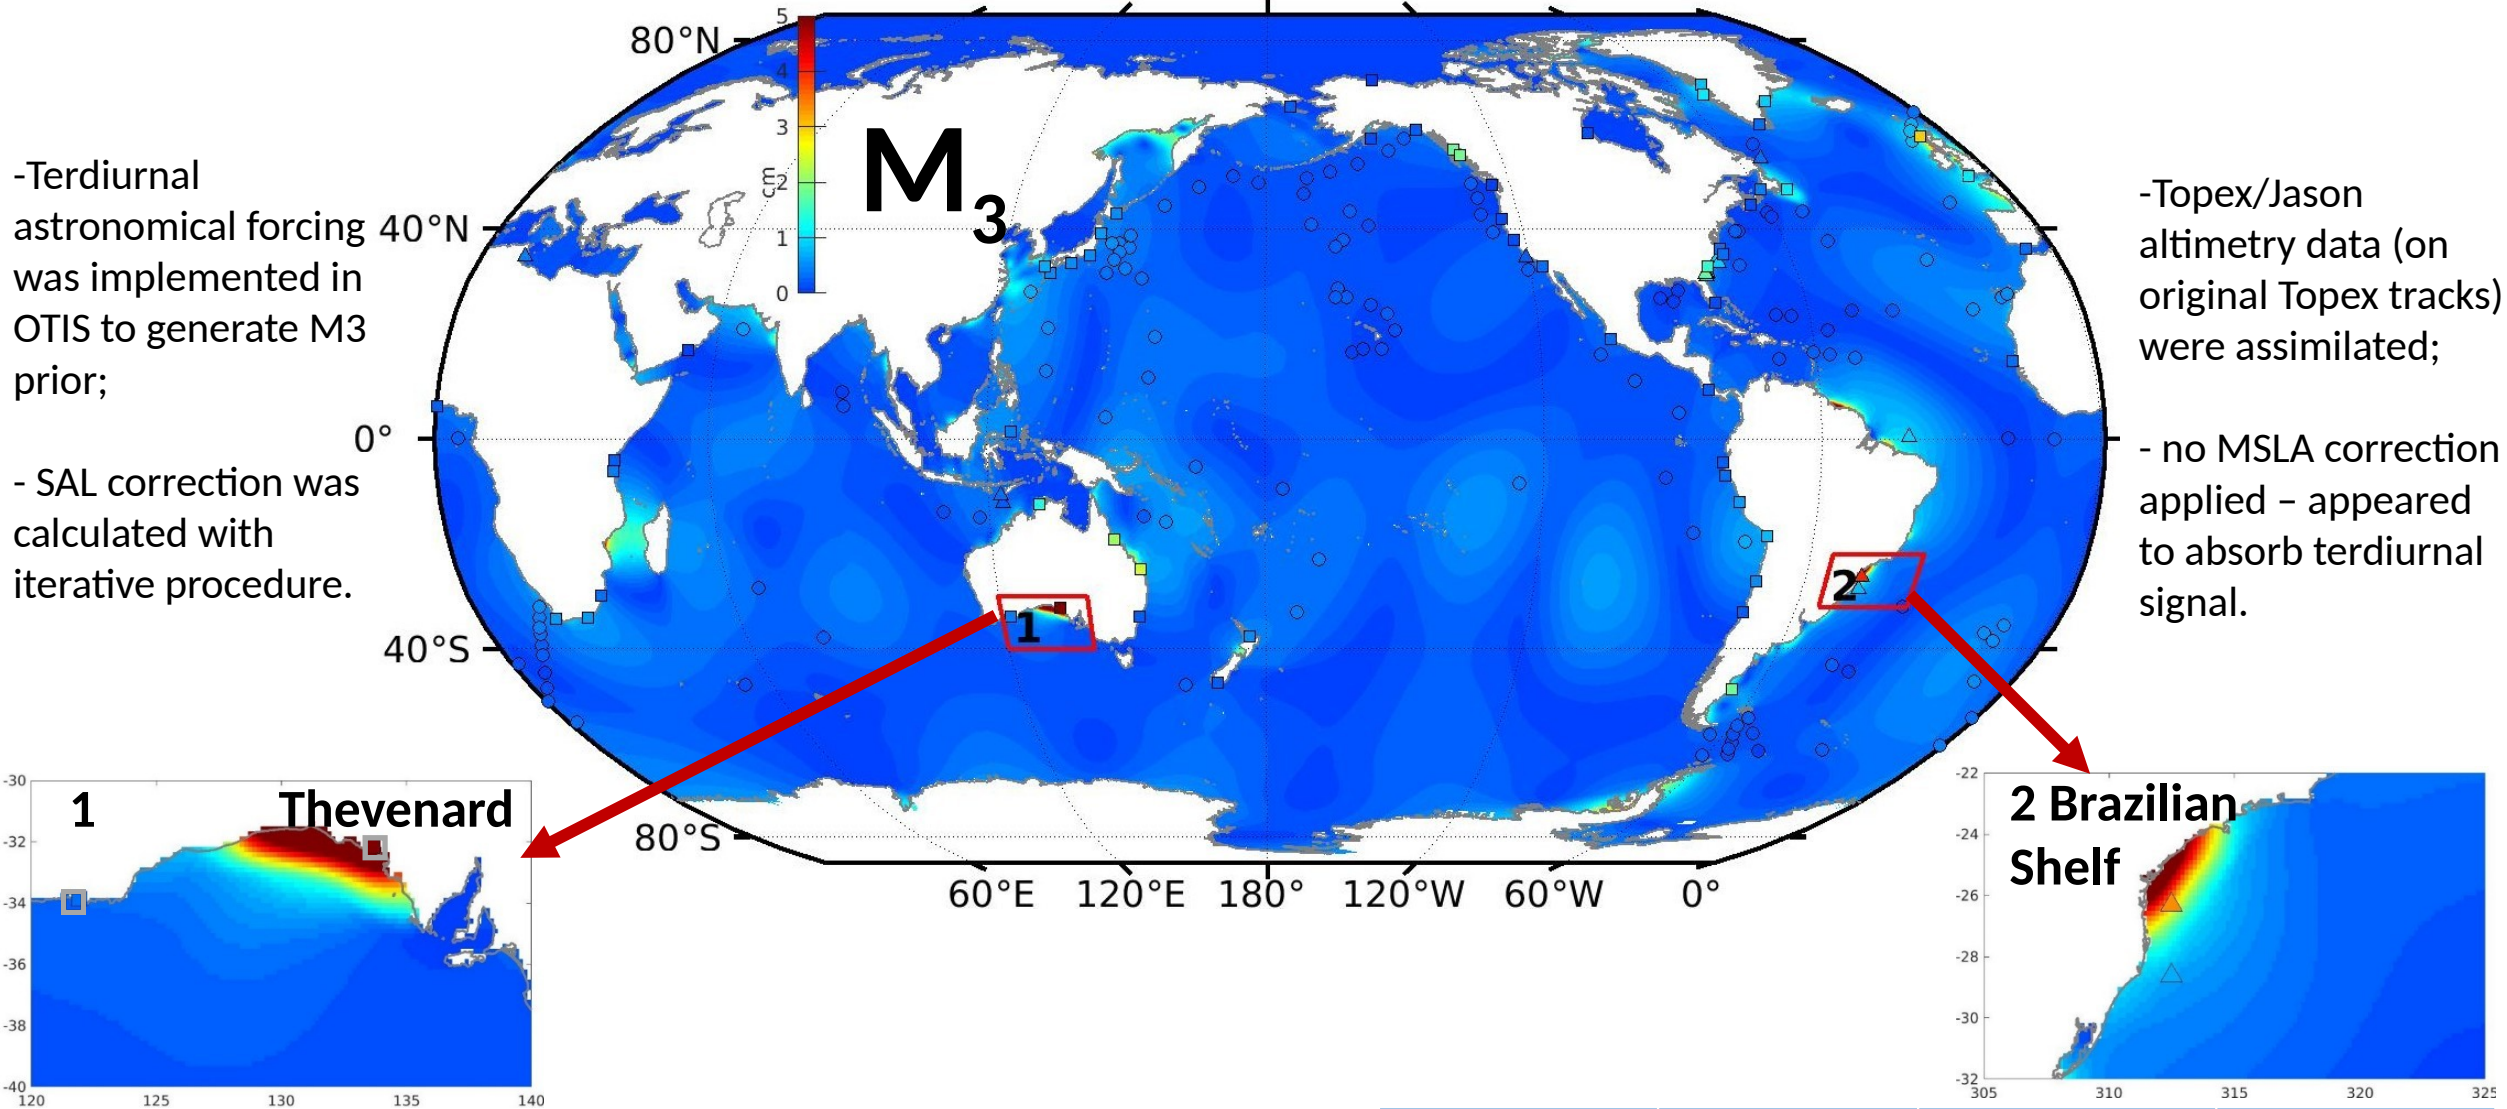 -Terdiurnal
astronomical forcing
was implemented in
OTIS to generate M3
prior;
- SAL correction was
calculated with
iterative procedure.
80°N
40°N
0°
40°S
80°S
5
4
3
2
1
0
cm
M3
1
2
60°E 120°E 180° 120°W 60°W 0°
-Topex/Jason
altimetry data (on
original Topex tracks)
were assimilated;
- no MSLA correction
applied – appeared
to absorb terdiurnal
signal.
1 Thevenard
-30
-32
-34
-36
-38
-40
120 125 130 135 140
2 Brazilian
Shelf
-22
-24
-26
-28
-30
-32
305 310 315 320 325